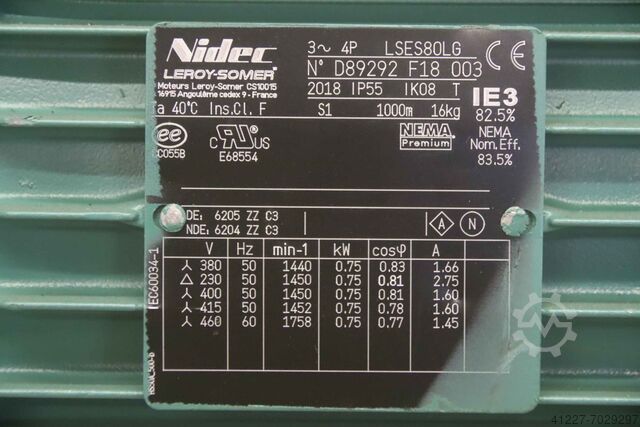 Nidec 3~ 4P LSES80LG CE
LEROY-SOMER N° D89292 F18 003
Moteurs Leroy-Somer CS10015 2018 IP55 IK08 T
16915 Angoulême cedex 9 - France IE3
a 40°C Ins.Cl. F S1 1000m 16kg 82.5%
ee C UL US NEMA Premium NEMA
Nom. Eff.
CC055B E68554 83.5%
DE: 6205 ZZ C3 A N
NDE: 6204 ZZ C3
IEC60034-1
V Hz min-1 kW cosφ A
⅄ 380 50 1440 0.75 0.83 1.66
△ 230 50 1450 0.75 0.81 2.75
⅄ 400 50 1450 0.75 0.81 1.60
⅄ 415 50 1452 0.75 0.78 1.60
⅄ 460 60 1758 0.75 0.77 1.45
41227-7029297